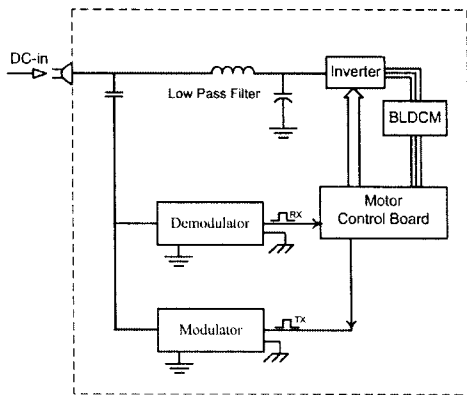 DC-in
Inverter
Low Pass Filter
BLDCM
Motor
Control Board
Demodulator
RX
Modulator
TX